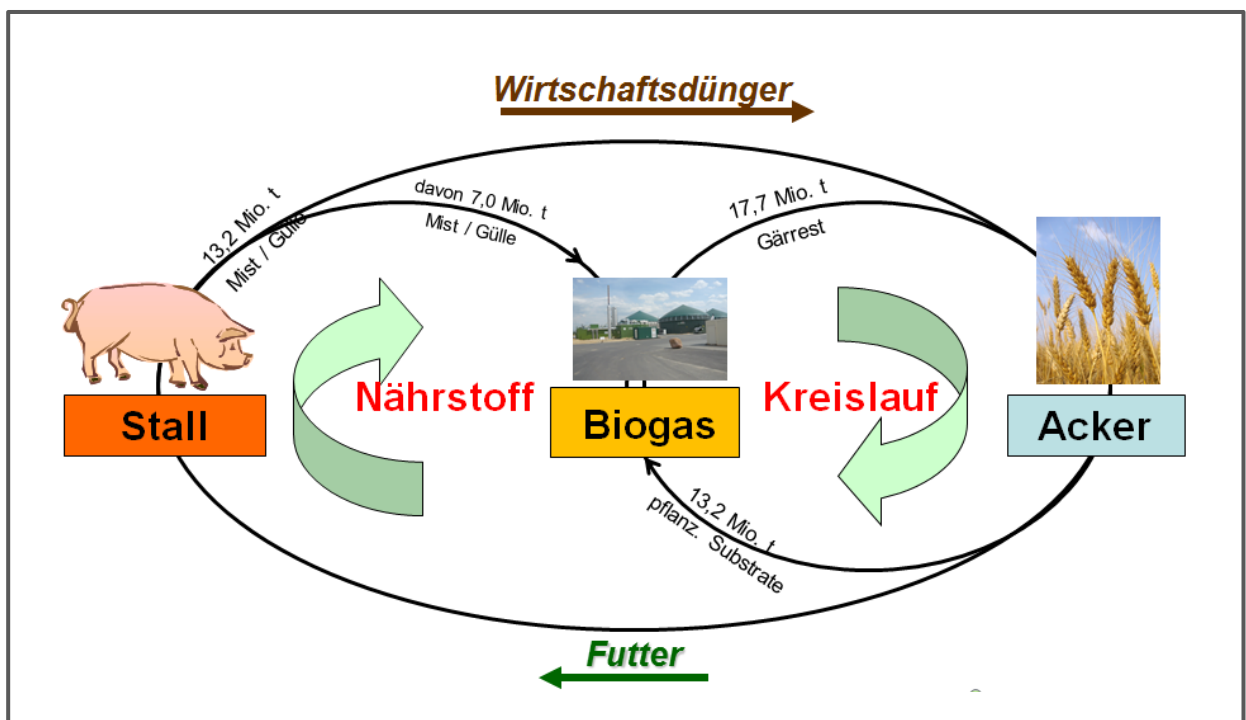 Wirtschaftsdünger
13,2 Mio. t
Mist / Gülle
davon 7,0 Mio. t
Mist / Gülle
17,7 Mio. t
Gärrest
Nährstoff
Kreislauf
Stall
Biogas
Acker
13,2 Mio. t
pflanz. Substrate
Futter